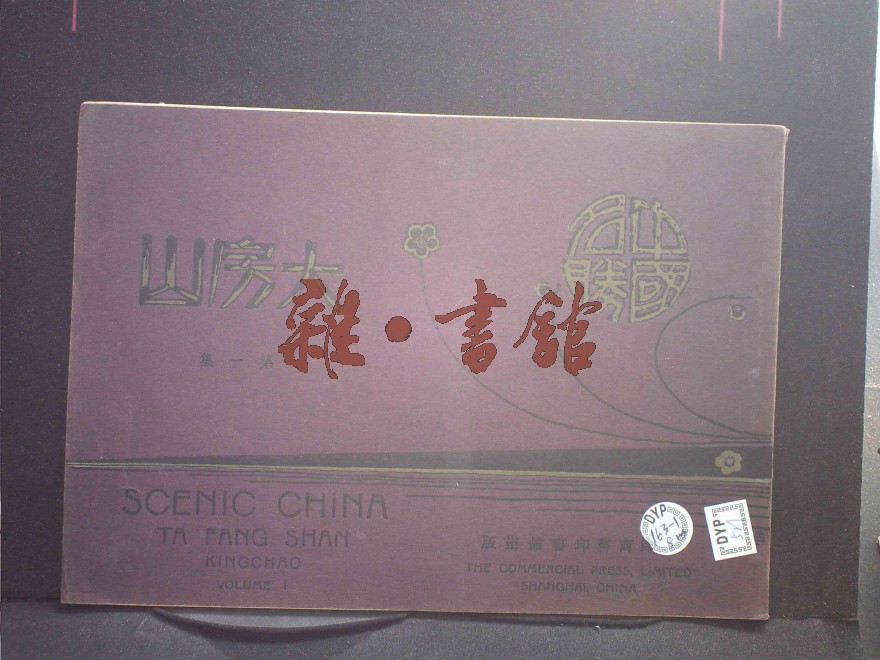 中國名勝
大房山
第一集
雜·書館
SCENIC CHINA
TA FANG SHAN
KINGCHAO
VOLUME I
商務印書館出版
THE COMMERCIAL PRESS, LIMITED
SHANGHAI, CHINA
DYP
DYP